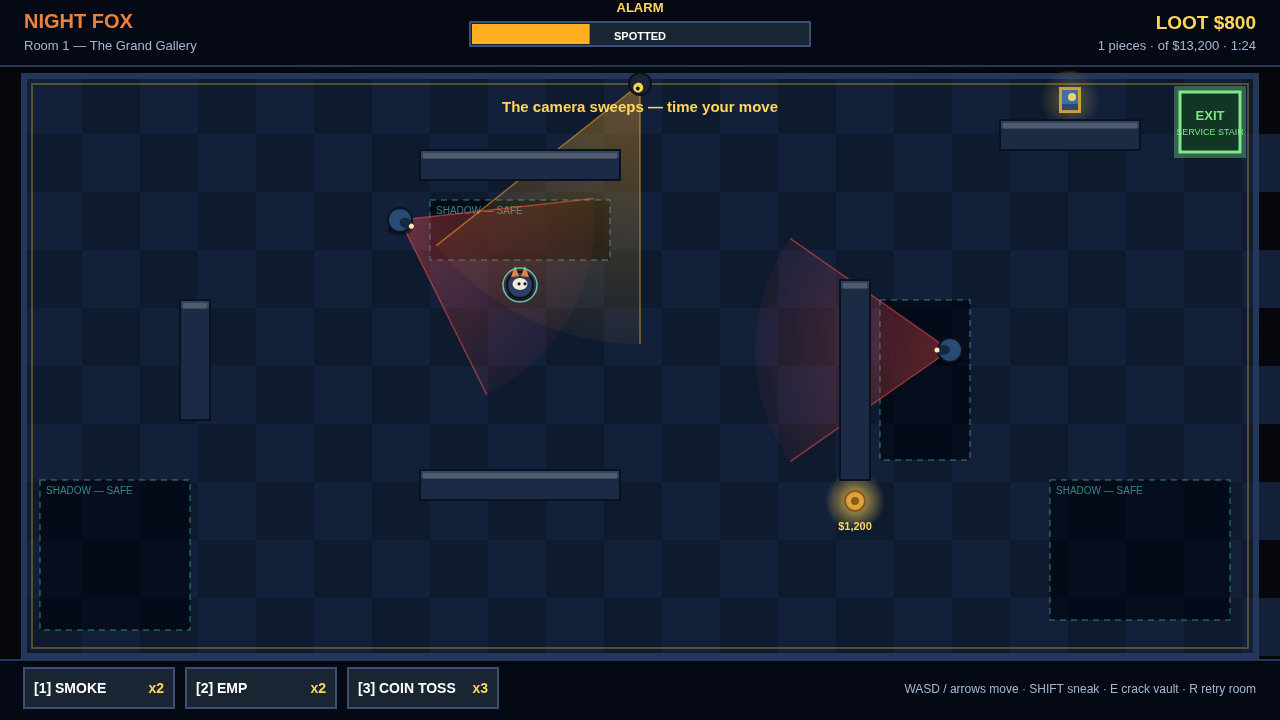 NIGHT FOX
Room 1 — The Grand Gallery
ALARM
SPOTTED
LOOT $800
1 pieces · of $13,200 · 1:24
The camera sweeps — time your move
EXIT
SERVICE STAIR
SHADOW — SAFE
SHADOW — SAFE
SHADOW — SAFE
$1,200
[1] SMOKE x2
[2] EMP x2
[3] COIN TOSS x3
WASD / arrows move · SHIFT sneak · E crack vault · R retry room